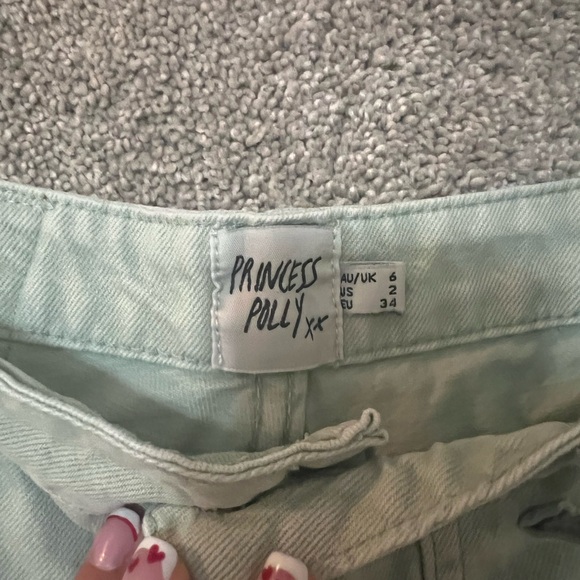 PRINCESS
POLLY xx
AU/UK 6
US 2
EU 34